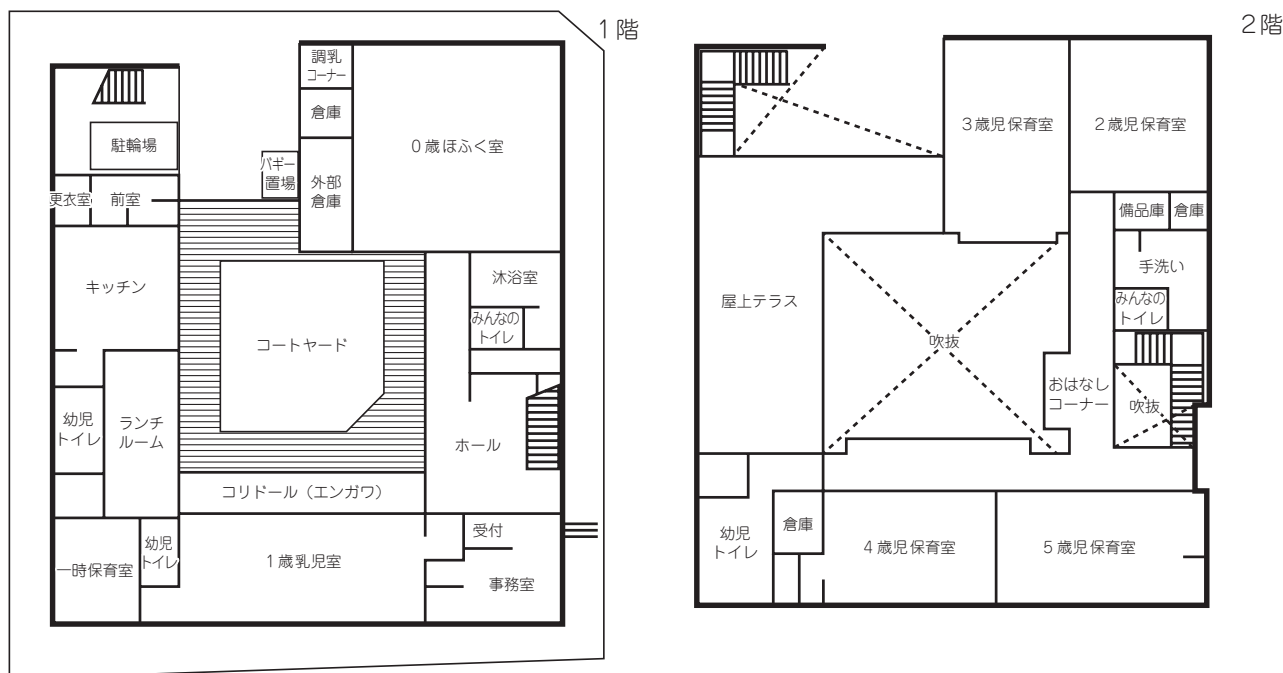 1階
調乳
コーナー
倉庫
0歳ほふく室
駐輪場
バギー
置場
外部
倉庫
更衣室
前室
キッチン
沐浴室
みんなの
トイレ
コートヤード
幼児
トイレ
ランチ
ルーム
ホール
コリドール（エンガワ）
受付
一時保育室
幼児
トイレ
1歳乳児室
事務室
2階
3歳児保育室
2歳児保育室
備品庫
倉庫
手洗い
みんなの
トイレ
屋上テラス
吹抜
おはなし
コーナー
吹抜
幼児
トイレ
倉庫
4歳児保育室
5歳児保育室